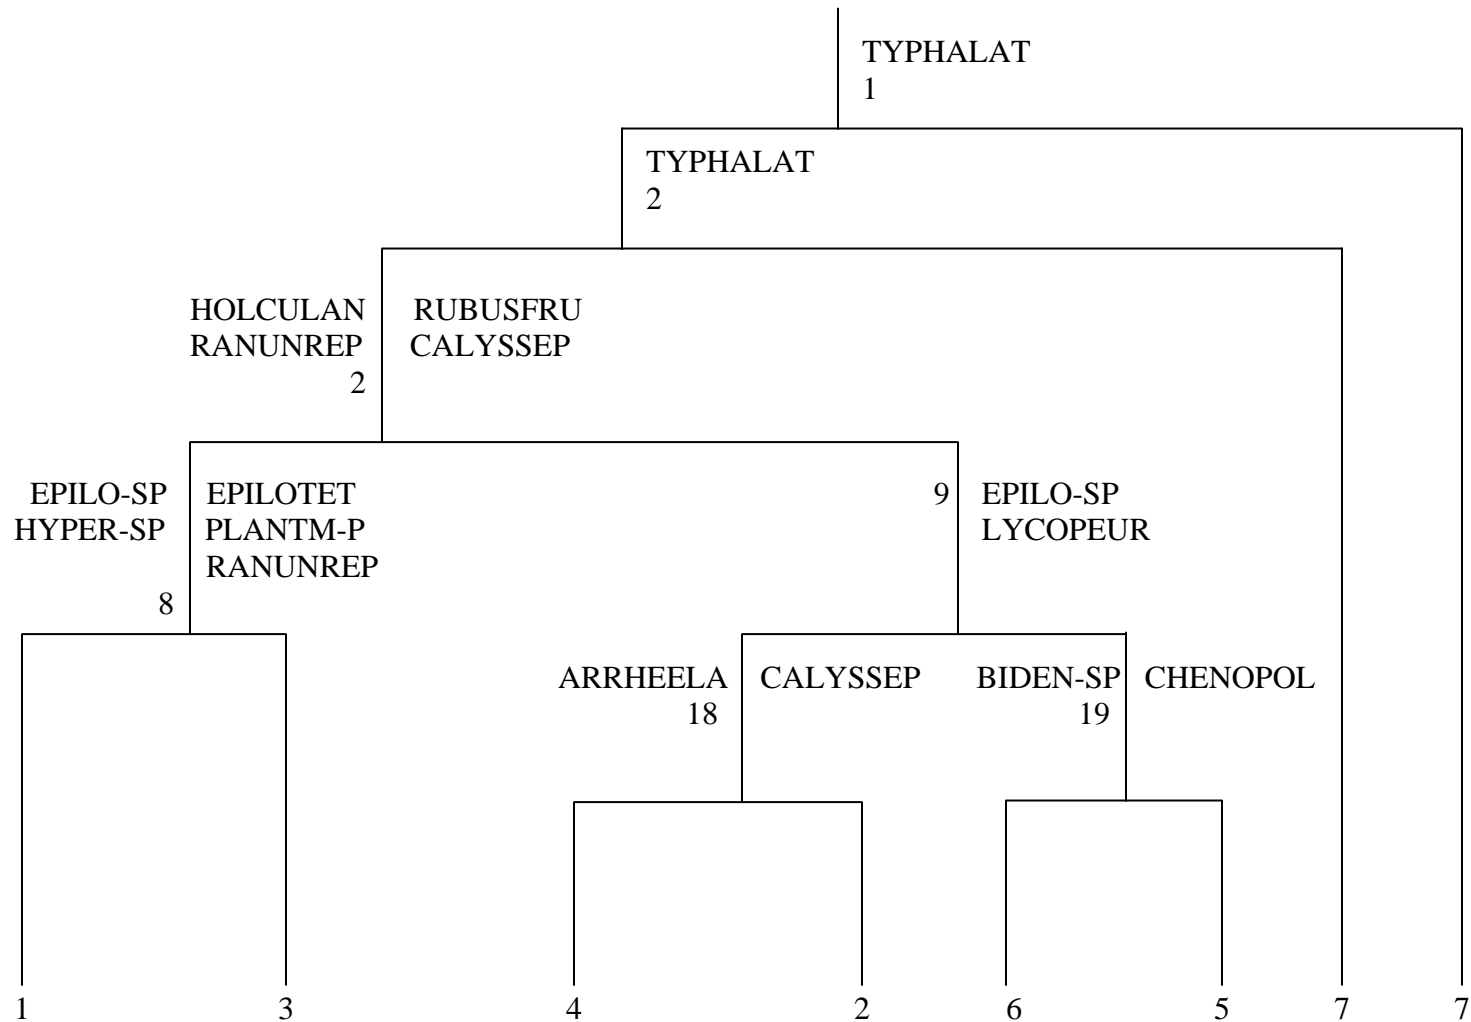 TYPHALAT
1
TYPHALAT
2
HOLCULAN RUBUSFRU
RANUNREP CALYSSEP
2
EPILO-SP EPILOTET 9 EPILO-SP
HYPER-SP PLANTM-P LYCOPEUR
RANUNREP
8
ARRHEELA CALYSSEP BIDEN-SP CHENOPOL
18 19
1 3 4 2 6 5 7 7